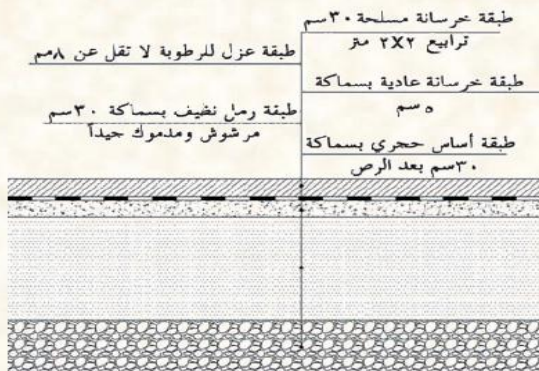 طبقة خرسانة مسلحة ٣٠سم
ترابيع ٢X٢ متر
طبقة عزل للرطوبة لا تقل عن ٨مم
طبقة خرسانة عادية بسماكة
٥ سم
طبقة رمل نظيف بسماكة ٣٠سم
مرشوش ومدموك جيداً
طبقة أساس حجري بسماكة
٣٠سم بعد الرص